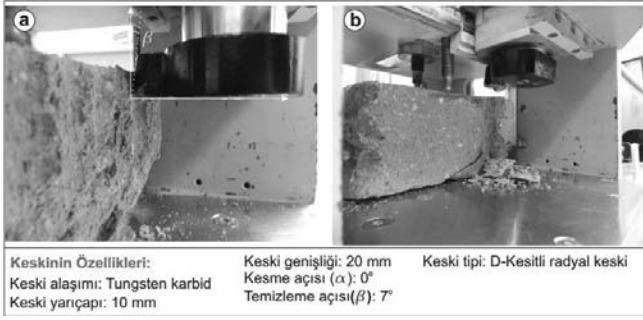 a
β
b
Keskinin Özellikleri:
Keski alaşımı: Tungsten karbid
Keski yarıçapı: 10 mm
Keski genişliği: 20 mm
Kesme açısı (α): 0°
Temizleme açısı(β): 7°
Keski tipi: D-Kesitli radyal keski